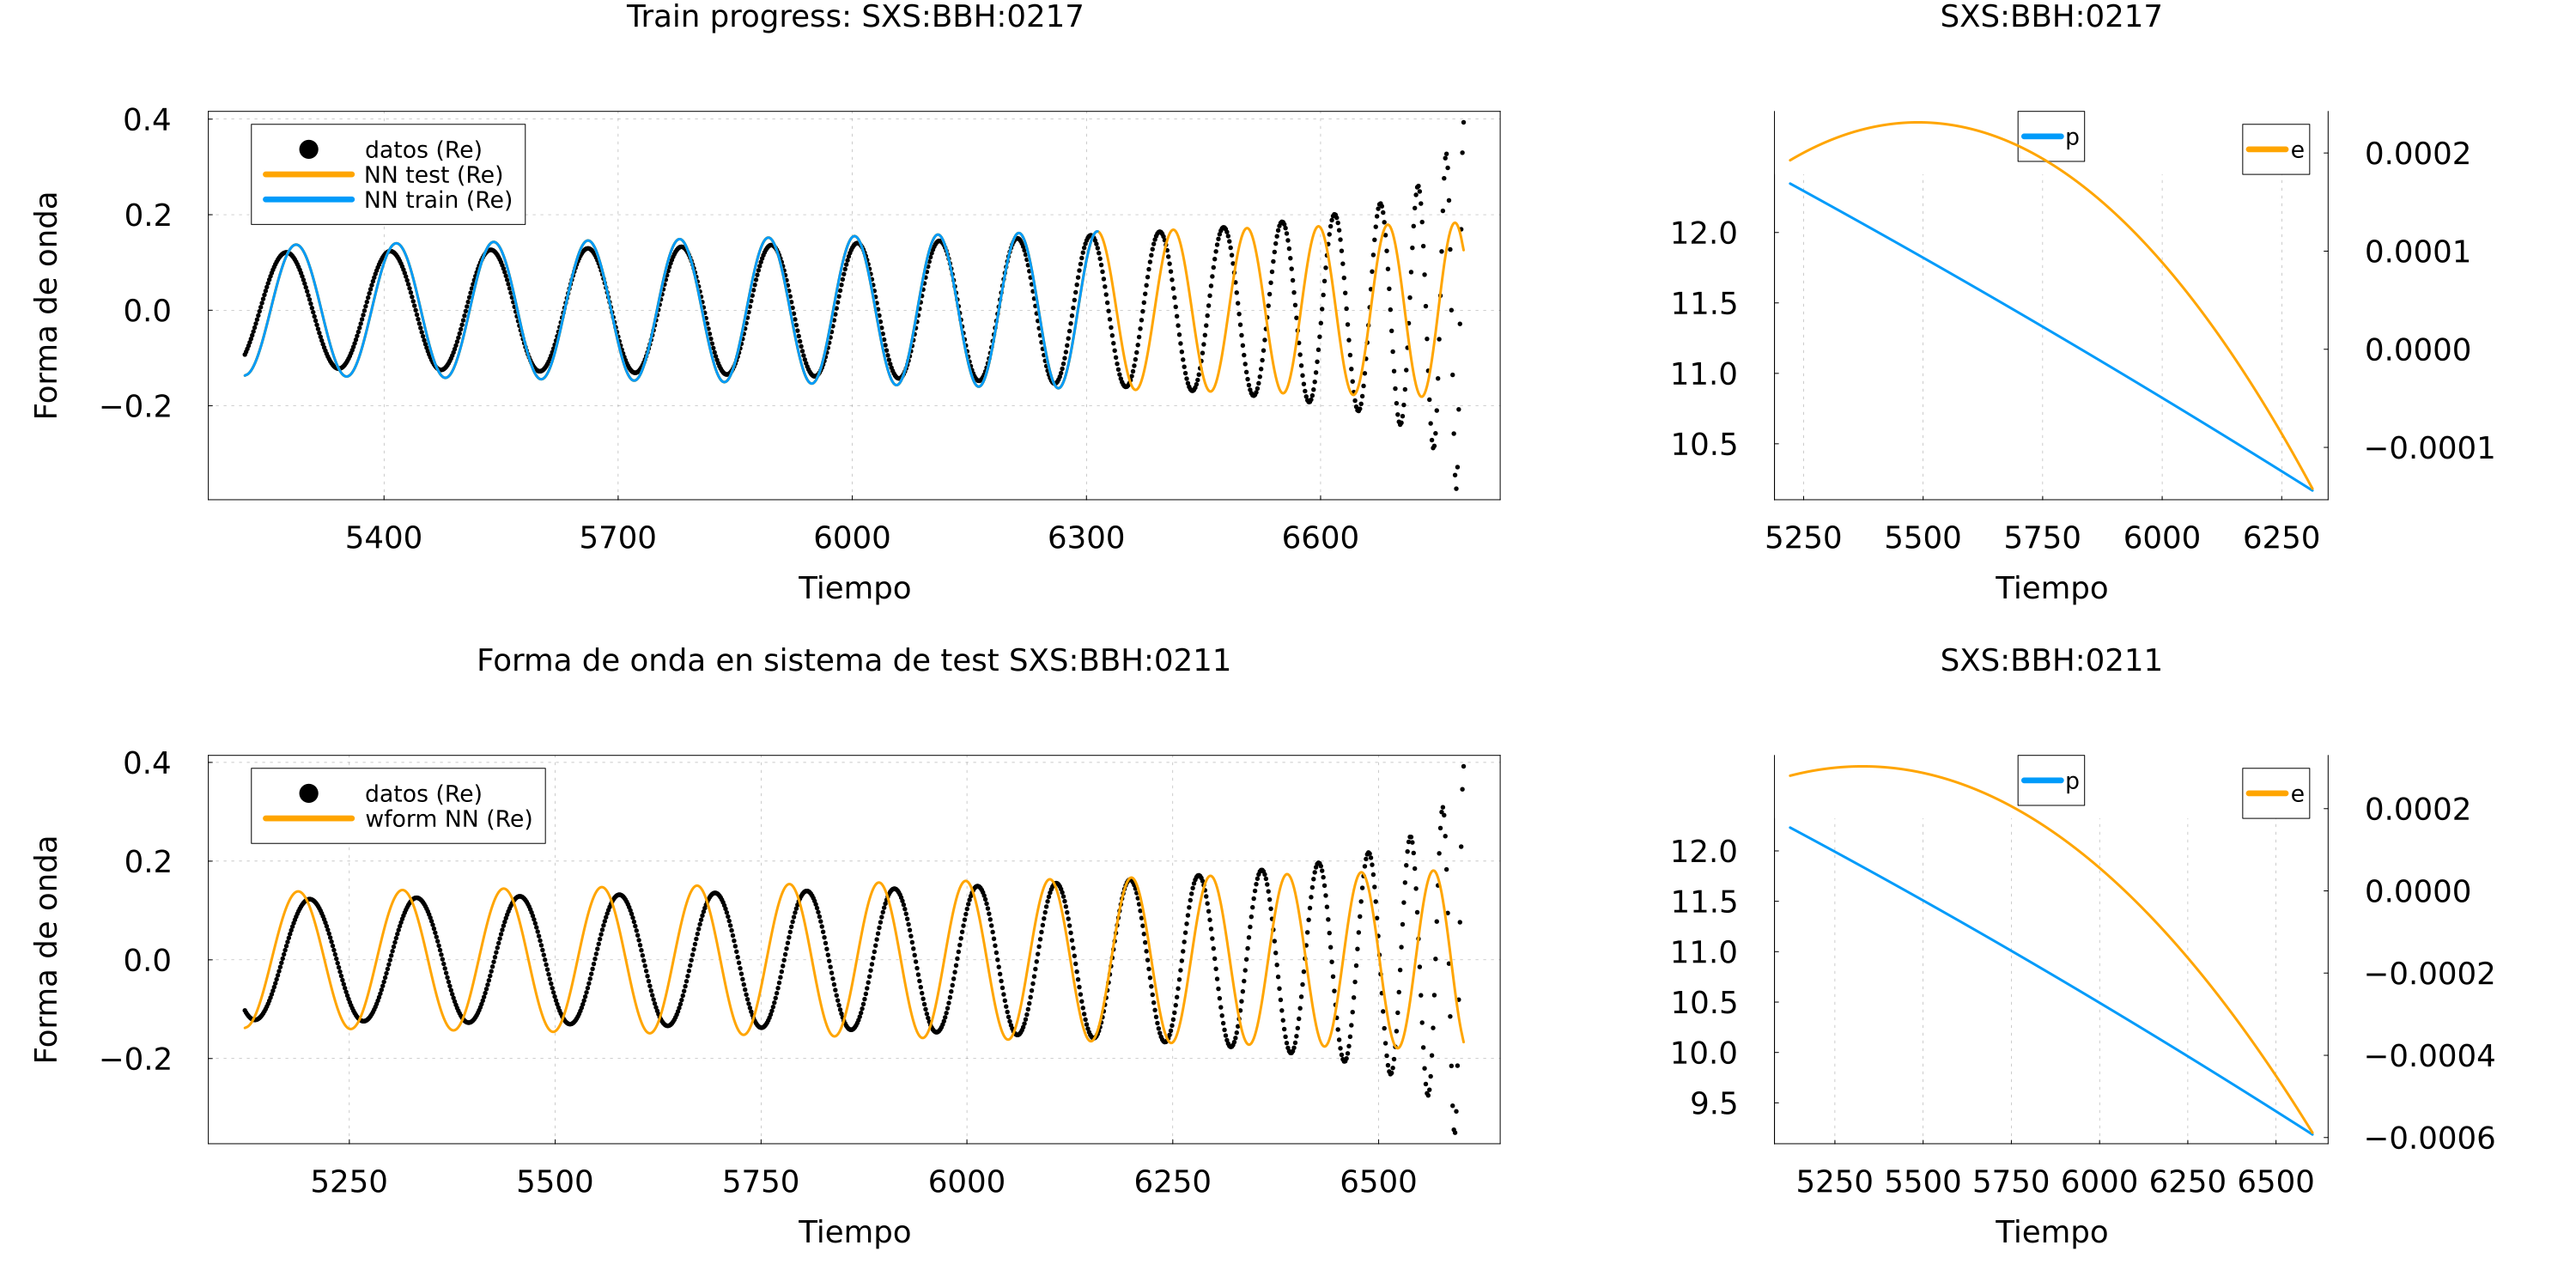 Train progress: SXS:BBH:0217
Forma de onda
0.4
0.2
0.0
−0.2
datos (Re)
NN test (Re)
NN train (Re)
5400 5700 6000 6300 6600
Tiempo
SXS:BBH:0217
12.0
11.5
11.0
10.5
p
e
0.0002
0.0001
0.0000
−0.0001
5250 5500 5750 6000 6250
Tiempo
Forma de onda en sistema de test SXS:BBH:0211
Forma de onda
0.4
0.2
0.0
−0.2
datos (Re)
wform NN (Re)
5250 5500 5750 6000 6250 6500
Tiempo
SXS:BBH:0211
12.0
11.5
11.0
10.5
10.0
9.5
p
e
0.0002
0.0000
−0.0002
−0.0004
−0.0006
5250 5500 5750 6000 6250 6500
Tiempo